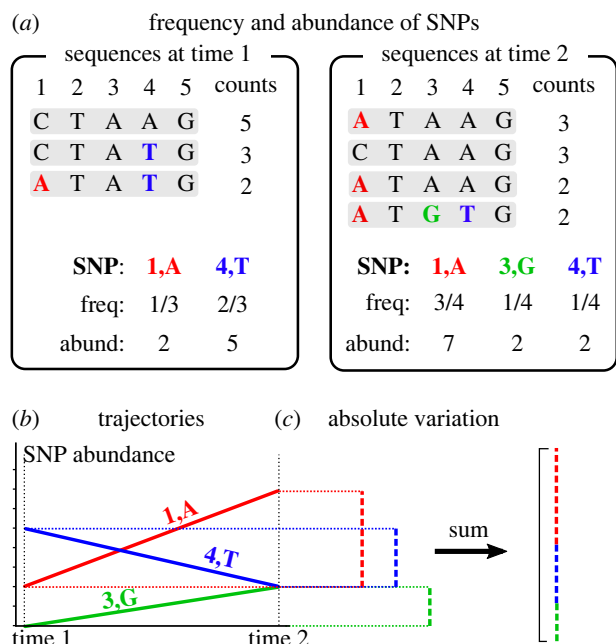 (a) frequency and abundance of SNPs
sequences at time 1
1 2 3 4 5 counts
C T A A G 5
C T A T G 3
A T A T G 2
SNP: 1,A 4,T
freq: 1/3 2/3
abund: 2 5
sequences at time 2
1 2 3 4 5 counts
A T A A G 3
C T A A G 3
A T A A G 2
A T G T G 2
SNP: 1,A 3,G 4,T
freq: 3/4 1/4 1/4
abund: 7 2 2
(b) trajectories
SNP abundance
1,A
4,T
3,G
time 1 time 2
(c) absolute variation
sum